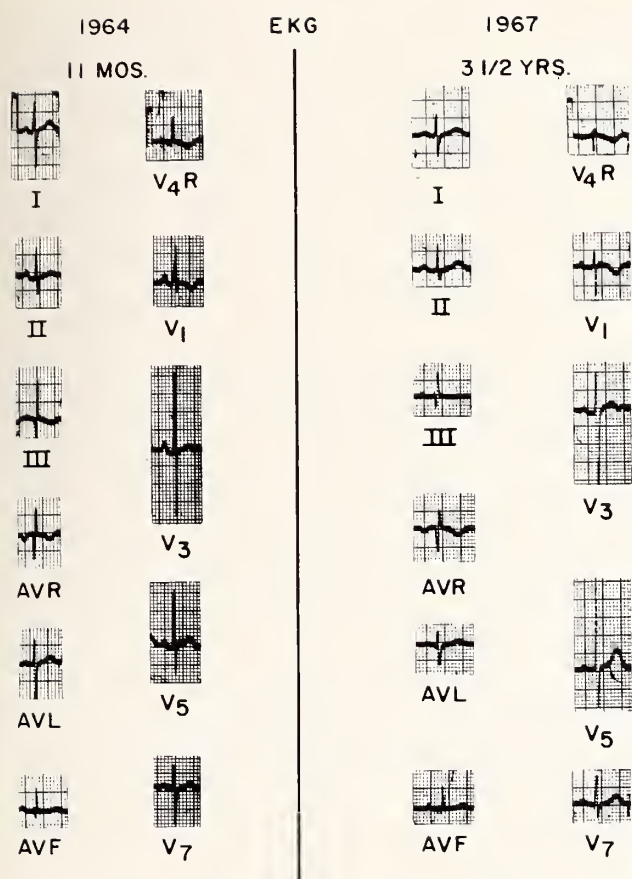 1964 EKG 1967
11 MOS. 3 1/2 YRS.
I V4R I V4R
II V1 II V1
III V3 III V3
AVR AVR
AVL V5 AVL V5
AVF V7 AVF V7